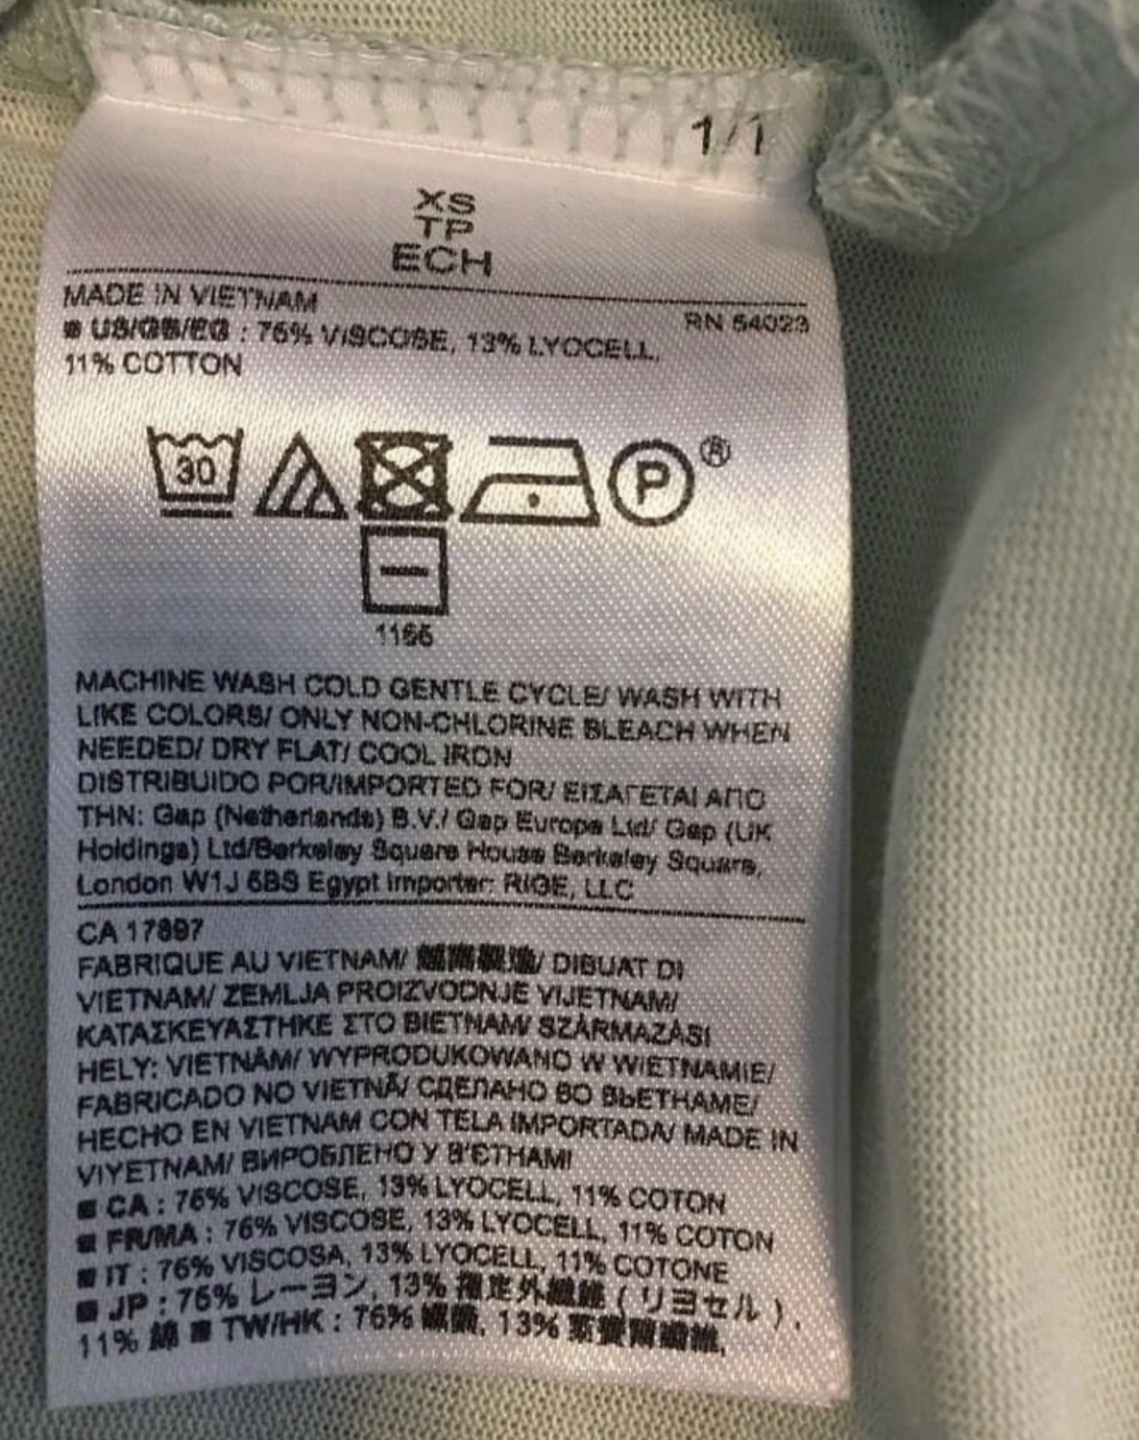 1/1
XS
TP
ECH
MADE IN VIETNAM
RN 54023
■ US/GB/EG : 76% VISCOSE, 13% LYOCELL,
11% COTTON
30
P ®
1166
MACHINE WASH COLD GENTLE CYCLE/ WASH WITH
LIKE COLORS/ ONLY NON-CHLORINE BLEACH WHEN
NEEDED/ DRY FLAT/ COOL IRON
DISTRIBUIDO POR/IMPORTED FOR/ ΕΙΣΑΓΕΤΑΙ ΑΠΟ
THN: Gap (Netherlands) B.V./ Gap Europe Ltd/ Gap (UK
Holdings) Ltd/Berkeley Square House Berkeley Square,
London W1J 6BS Egypt Importer: RIGE, LLC
CA 17897
FABRIQUE AU VIETNAM/ 越南製造/ DIBUAT DI
VIETNAM/ ZEMLJA PROIZVODNJE VIJETNAM/
ΚΑΤΑΣΚΕΥΑΣΤΗΚΕ ΣΤΟ ΒΙΕΤΝΑΜ/ SZÁRMAZÁSI
HELY: VIETNÁM/ WYPRODUKOWANO W WIETNAMIE/
FABRICADO NO VIETNÃ/ СДЕЛАНО ВО ВЬЕТНАМЕ/
HECHO EN VIETNAM CON TELA IMPORTADA/ MADE IN
VIYETNAM/ ВИРОБЛЕНО У В'ЄТНАМІ
■ CA : 76% VISCOSE, 13% LYOCELL, 11% COTON
■ FR/MA : 76% VISCOSE, 13% LYOCELL, 11% COTON
■ IT : 76% VISCOSA, 13% LYOCELL, 11% COTONE
■ JP : 76% レーヨン, 13% 指定外繊維 ( リヨセル ),
11% 綿 ■ TW/HK : 76% 嫘縈, 13%